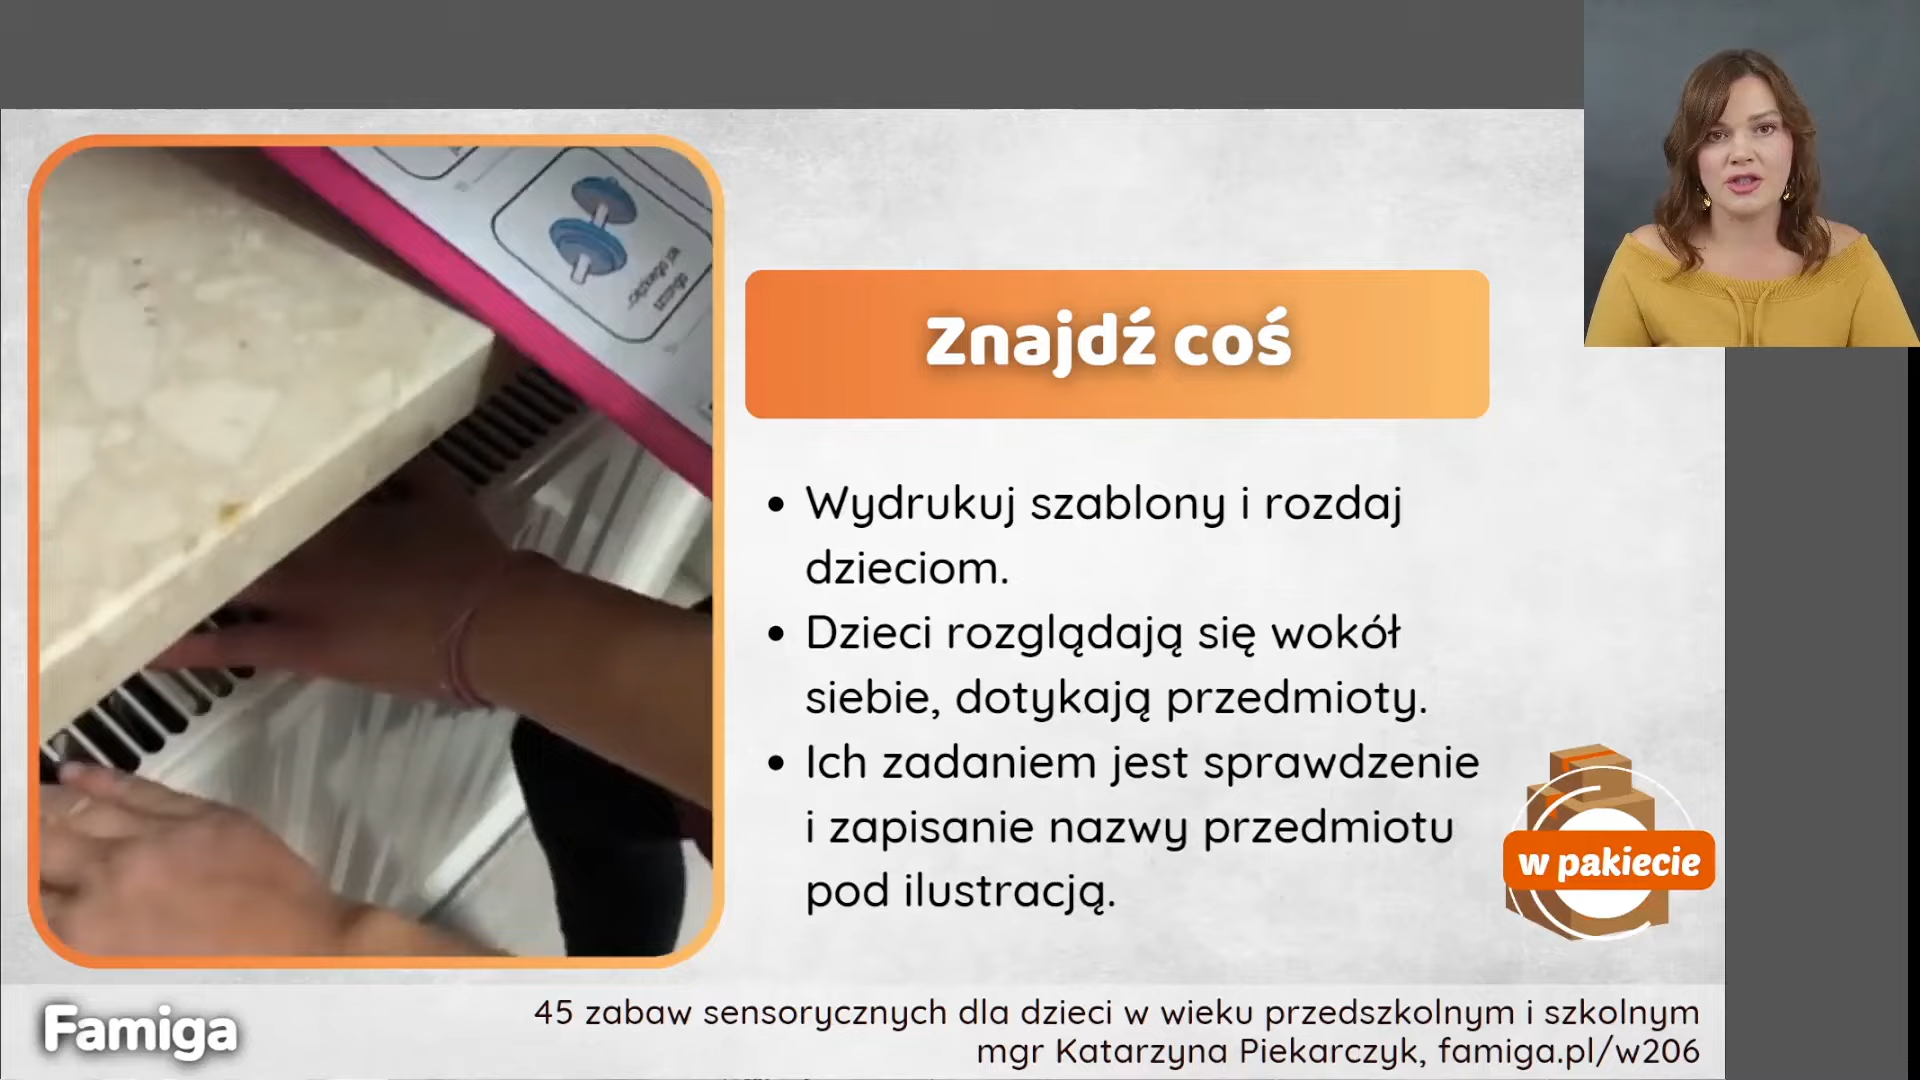 Znajdź coś
• Wydrukuj szablony i rozdaj
dzieciom.
• Dzieci rozglądają się wokół
siebie, dotykają przedmioty.
• Ich zadaniem jest sprawdzenie
i zapisanie nazwy przedmiotu
pod ilustracją.
w pakiecie
Famiga
45 zabaw sensorycznych dla dzieci w wieku przedszkolnym i szkolnym
mgr Katarzyna Piekarczyk, famiga.pl/w206